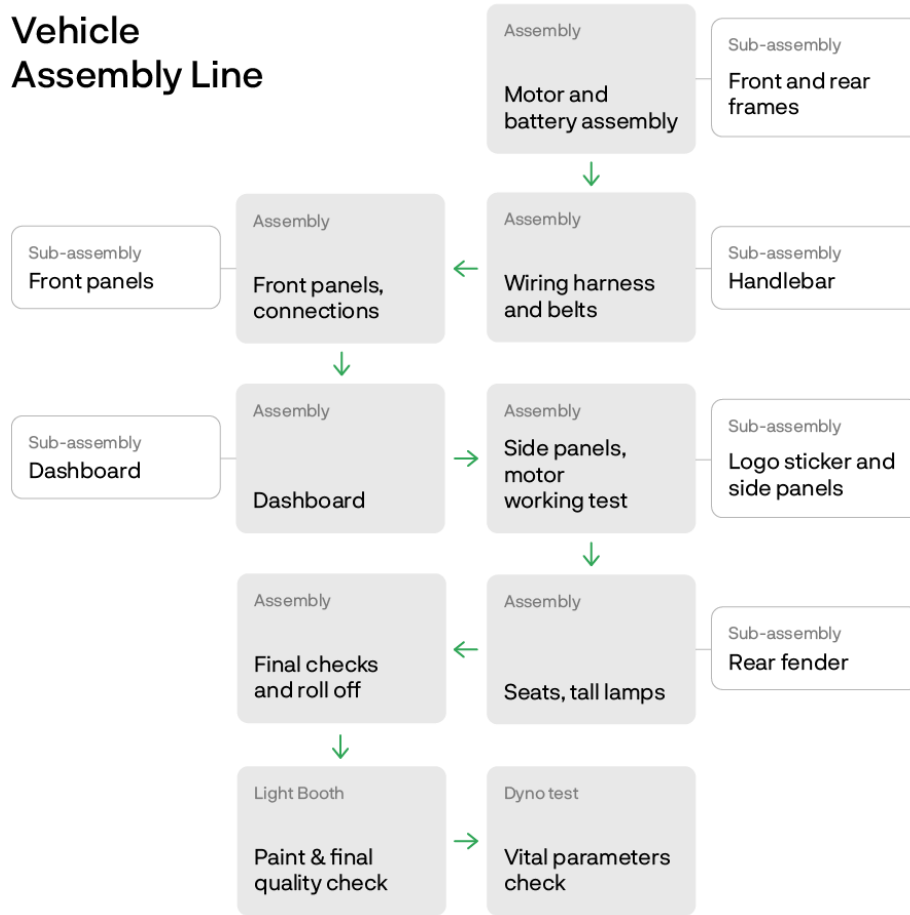 Vehicle
Assembly Line
Assembly
Motor and
battery assembly
Sub-assembly
Front and rear
frames
Sub-assembly
Front panels
Assembly
Front panels,
connections
Assembly
Wiring harness
and belts
Sub-assembly
Handlebar
Sub-assembly
Dashboard
Assembly
Dashboard
Assembly
Side panels,
motor
working test
Sub-assembly
Logo sticker and
side panels
Assembly
Final checks
and roll off
Assembly
Seats, tall lamps
Sub-assembly
Rear fender
Light Booth
Paint & final
quality check
Dyno test
Vital parameters
check